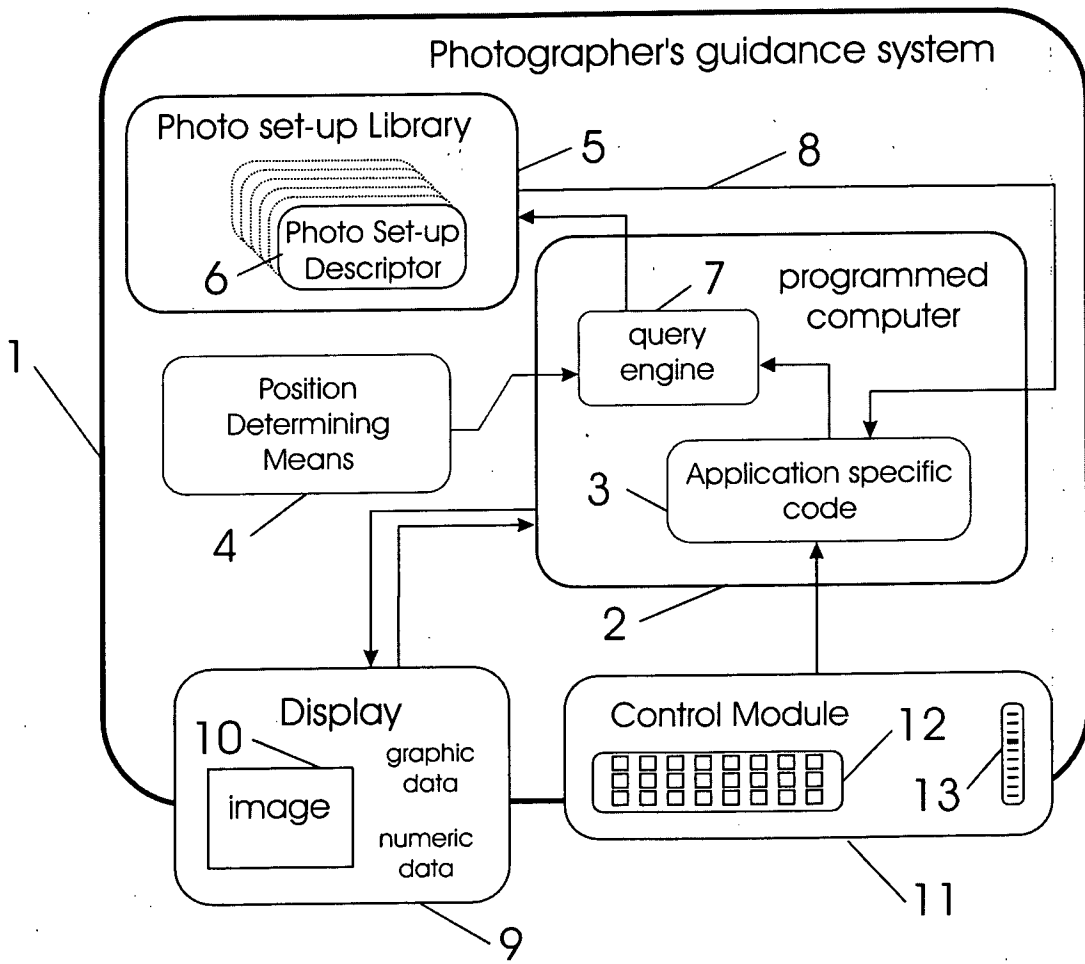 Photographer's guidance system
Photo set-up Library
5
8
Photo Set-up
Descriptor
6
7
programmed
computer
query
engine
1
Position
Determining
Means
3
Application specific
code
4
2
Display
Control Module
10
graphic
data
12
image
13
numeric
data
11
9